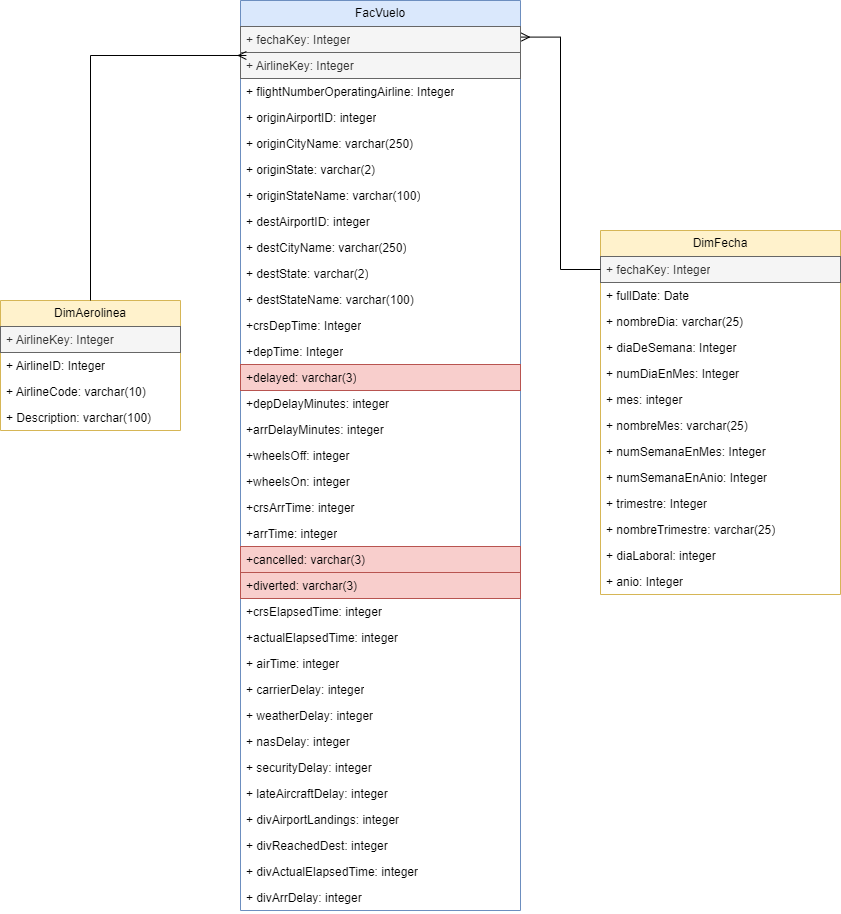 FacVuelo
+ fechaKey: Integer
+ AirlineKey: Integer
+ flightNumberOperatingAirline: Integer
+ originAirportID: integer
+ originCityName: varchar(250)
+ originState: varchar(2)
+ originStateName: varchar(100)
+ destAirportID: integer
+ destCityName: varchar(250)
+ destState: varchar(2)
+ destStateName: varchar(100)
+crsDepTime: Integer
+depTime: Integer
+delayed: varchar(3)
+depDelayMinutes: integer
+arrDelayMinutes: integer
+wheelsOff: integer
+wheelsOn: integer
+crsArrTime: integer
+arrTime: integer
+cancelled: varchar(3)
+diverted: varchar(3)
+crsElapsedTime: integer
+actualElapsedTime: integer
+ airTime: integer
+ carrierDelay: integer
+ weatherDelay: integer
+ nasDelay: integer
+ securityDelay: integer
+ lateAircraftDelay: integer
+ divAirportLandings: integer
+ divReachedDest: integer
+ divActualElapsedTime: integer
+ divArrDelay: integer
DimAerolinea
+ AirlineKey: Integer
+ AirlineID: Integer
+ AirlineCode: varchar(10)
+ Description: varchar(100)
DimFecha
+ fechaKey: Integer
+ fullDate: Date
+ nombreDia: varchar(25)
+ diaDeSemana: Integer
+ numDiaEnMes: Integer
+ mes: integer
+ nombreMes: varchar(25)
+ numSemanaEnMes: Integer
+ numSemanaEnAnio: Integer
+ trimestre: Integer
+ nombreTrimestre: varchar(25)
+ diaLaboral: integer
+ anio: Integer